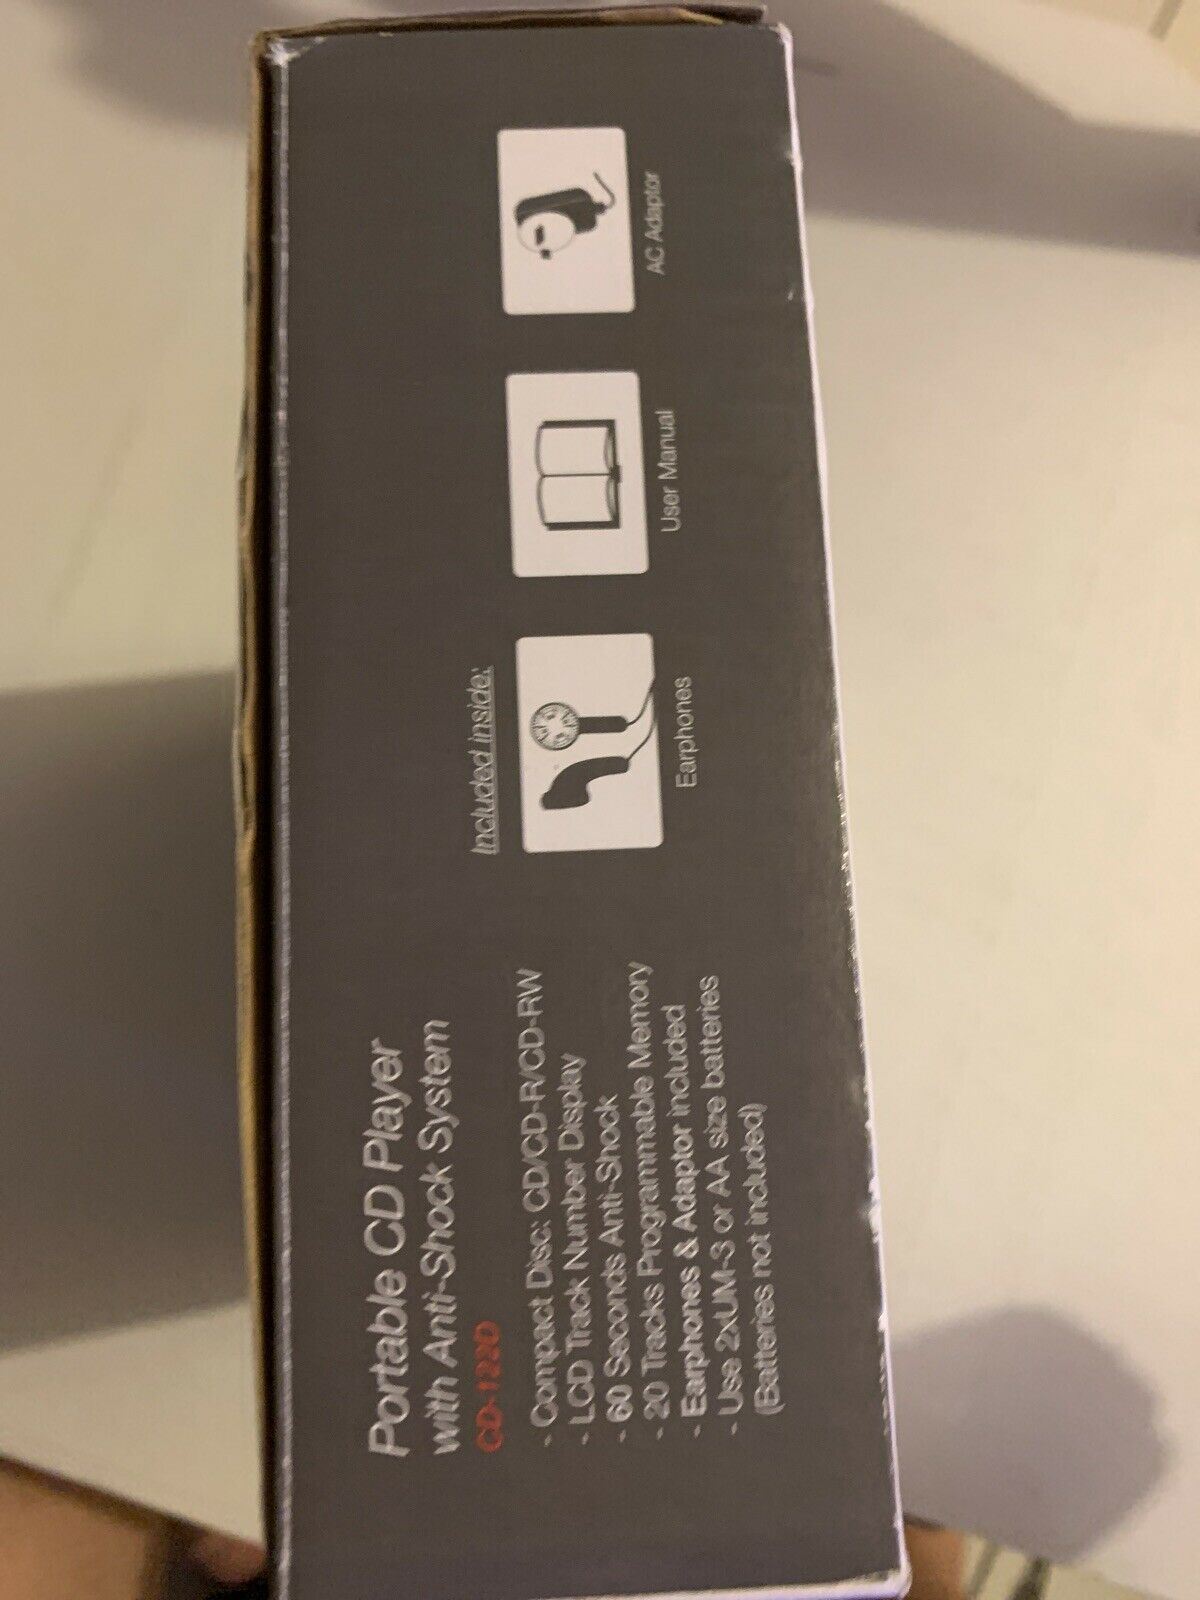 Portable CD Player
with Anti-Shock System
CD-122D
- Compact Disc: CD/CD-R/CD-RW
- LCD Track Number Display
- 60 Seconds Anti-Shock
- 20 Tracks Programmable Memory
- Earphones & Adaptor included
- Use 2xUM-3 or AA size batteries
(Batteries not included)
Included inside:
Earphones
User Manual
AC Adaptor